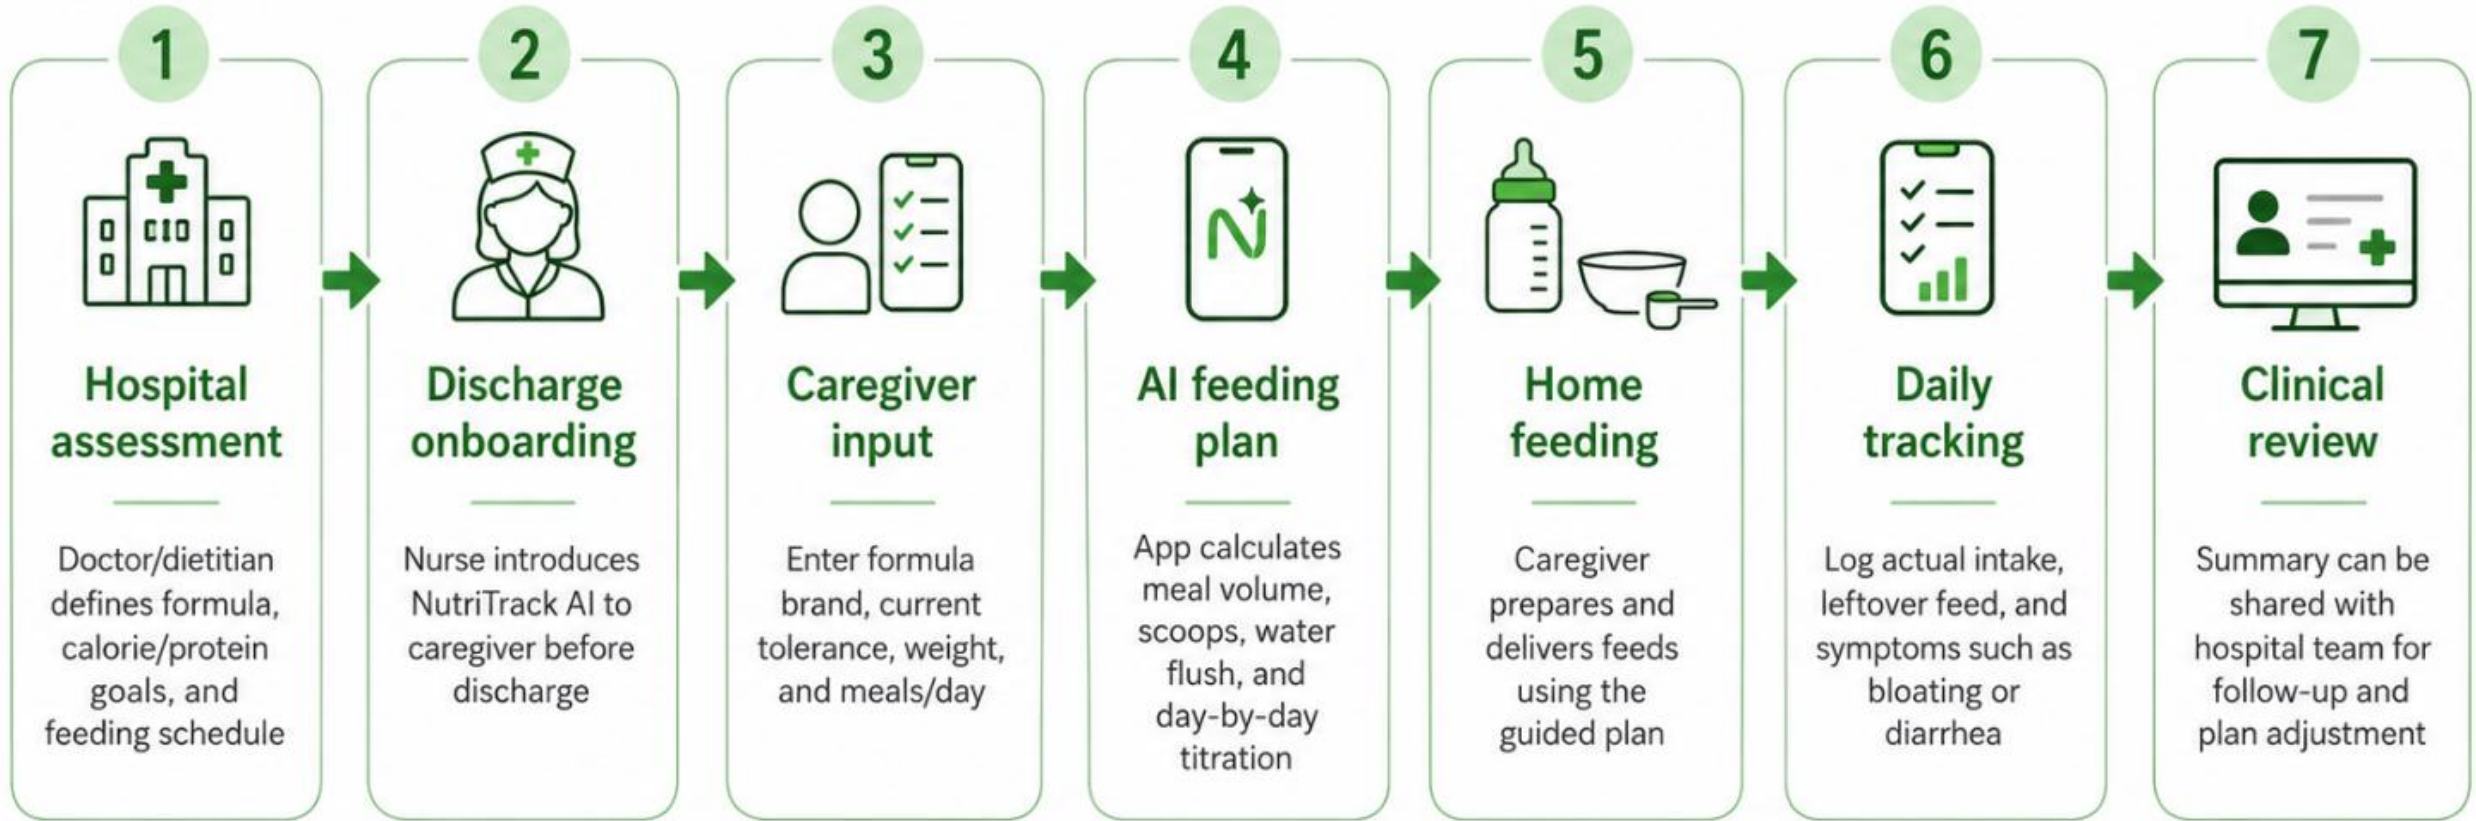 1
Hospital
assessment
Doctor/dietitian
defines formula,
calorie/protein
goals, and
feeding schedule
2
Discharge
onboarding
Nurse introduces
NutriTrack AI to
caregiver before
discharge
3
Caregiver
input
Enter formula
brand, current
tolerance, weight,
and meals/day
4
N
AI feeding
plan
App calculates
meal volume,
scoops, water
flush, and
day-by-day
titration
5
Home
feeding
Caregiver
prepares and
delivers feeds
using the
guided plan
6
Daily
tracking
Log actual intake,
leftover feed, and
symptoms such as
bloating or
diarrhea
7
Clinical
review
Summary can be
shared with
hospital team for
follow-up and
plan adjustment